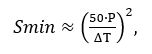 Smin ≈ (50·P/ΔT)²,